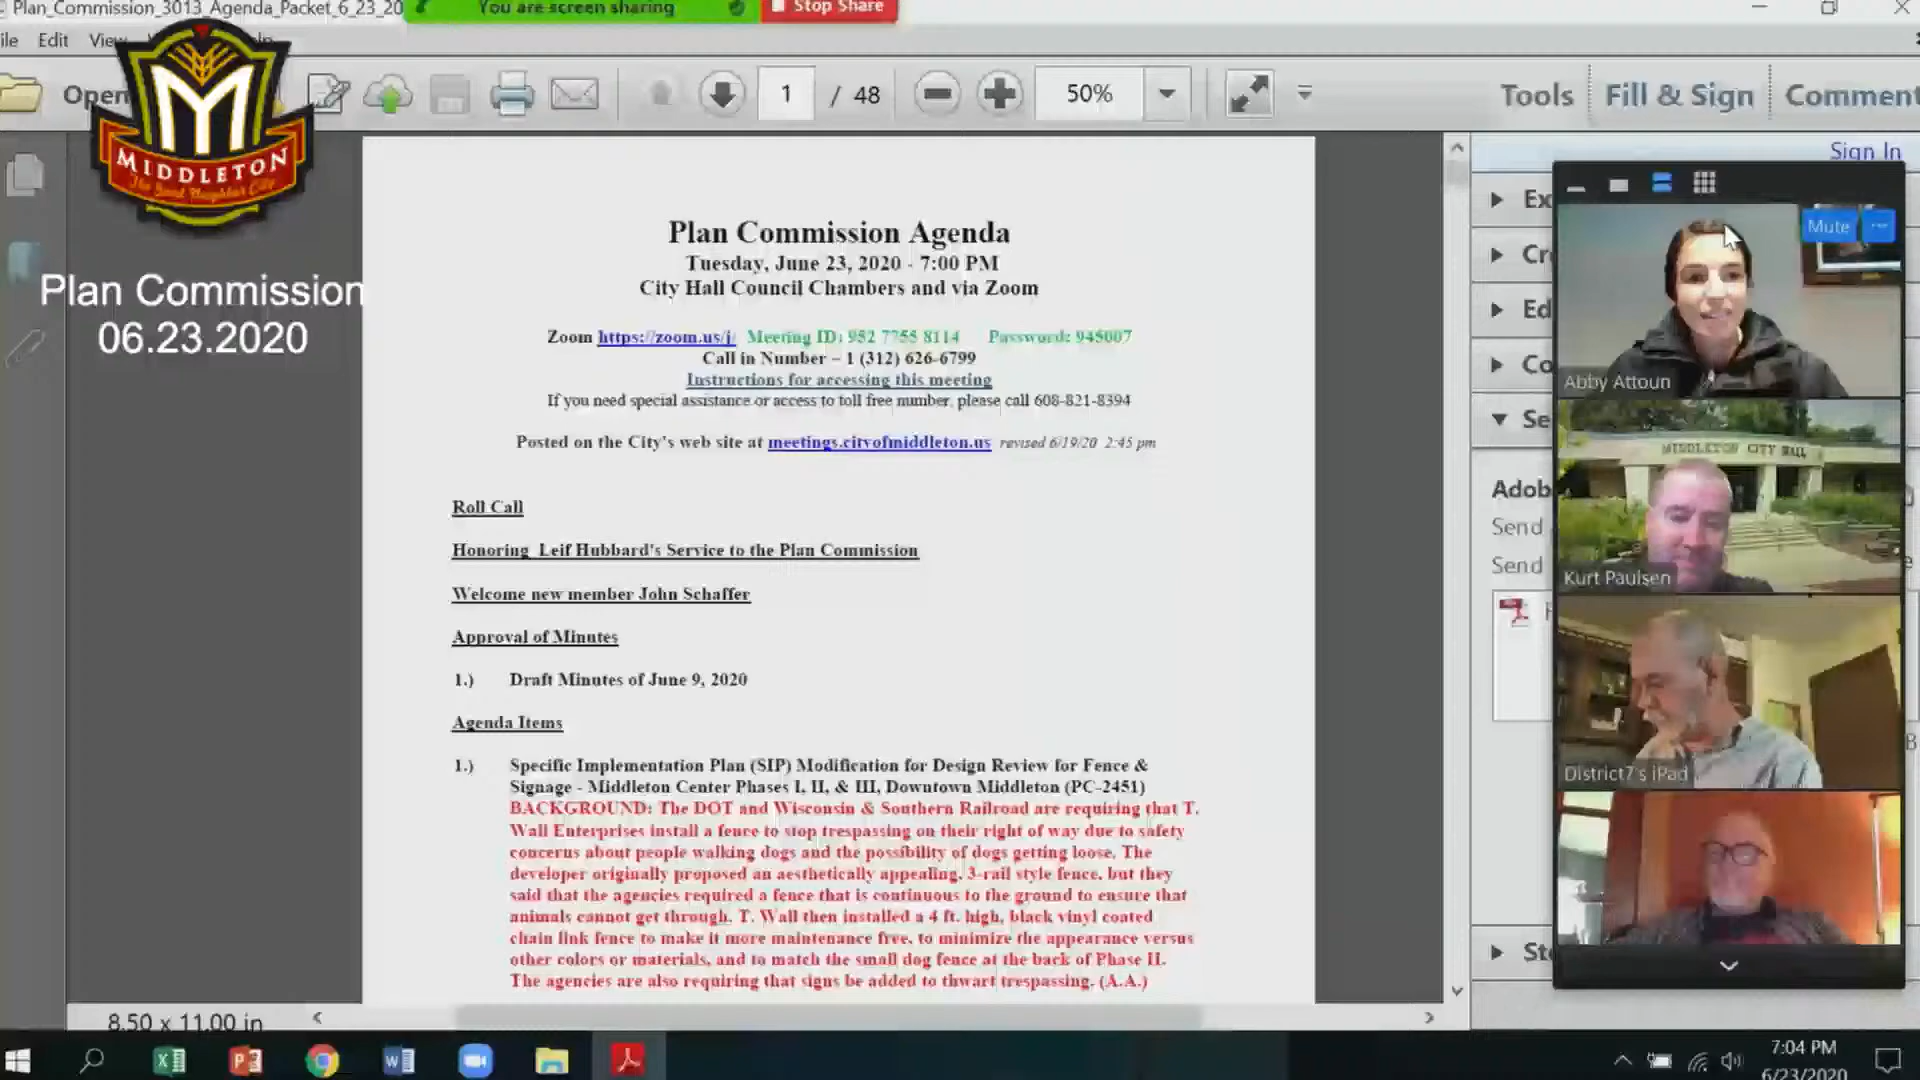 Plan_Commission_3013_Agenda_Packet_6_23_20
You are screen sharing
Stop Share
ile Edit View
Open
1 / 48
50%
Tools
Fill & Sign
Comment
Sign In
MIDDLETON
The Good Neighbor City
Plan Commission
06.23.2020
Plan Commission Agenda
Tuesday, June 23, 2020 - 7:00 PM
City Hall Council Chambers and via Zoom
Zoom https://zoom.us/j/ Meeting ID: 952 7755 8114 Password: 945007
Call in Number – 1 (312) 626-6799
Instructions for accessing this meeting
If you need special assistance or access to toll free number, please call 608-821-8394
Posted on the City's web site at meetings.cityofmiddleton.us revised 6/19/20 2:45 pm
Roll Call
Honoring Leif Hubbard's Service to the Plan Commission
Welcome new member John Schaffer
Approval of Minutes
1.) Draft Minutes of June 9, 2020
Agenda Items
1.) Specific Implementation Plan (SIP) Modification for Design Review for Fence &
Signage - Middleton Center Phases I, II, & III, Downtown Middleton (PC-2451)
BACKGROUND: The DOT and Wisconsin & Southern Railroad are requiring that T.
Wall Enterprises install a fence to stop trespassing on their right of way due to safety
concerns about people walking dogs and the possibility of dogs getting loose. The
developer originally proposed an aesthetically appealing, 3-rail style fence, but they
said that the agencies required a fence that is continuous to the ground to ensure that
animals cannot get through. T. Wall then installed a 4 ft. high, black vinyl coated
chain link fence to make it more maintenance free, to minimize the appearance versus
other colors or materials, and to match the small dog fence at the back of Phase II.
The agencies are also requiring that signs be added to thwart trespassing. (A.A.)
8.50 x 11.00 in
Ex
Cr
Ed
Co
Se
Adob
Send
Send
Sto
Mute
Abby Attoun
MIDDLETON CITY HALL
Kurt Paulsen
District7's iPad
7:04 PM
6/23/2020